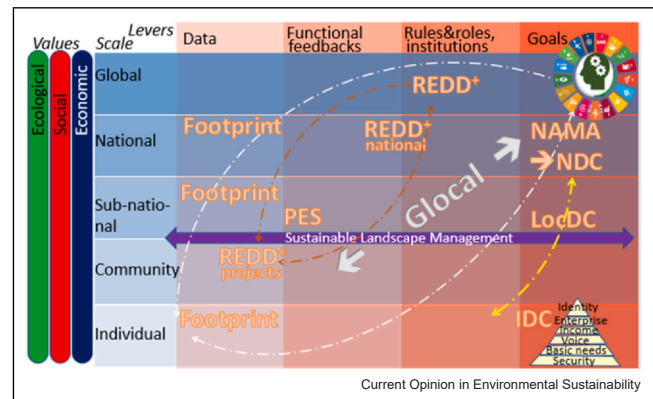 Values
Levers
Scale
Data
Functional
feedbacks
Rules&roles,
institutions
Goals
Ecological
Social
Economic
Global
REDD+
National
Footprint
REDD+
national
NAMA
➔NDC
Glocal
Sub-natio-
nal
Footprint
PES
LocDC
Sustainable Landscape Management
Community
REDD+
projects
Individual
Footprint
IDC
Identity
Enterprise
Income
Voice
Basic needs
Security
Current Opinion in Environmental Sustainability